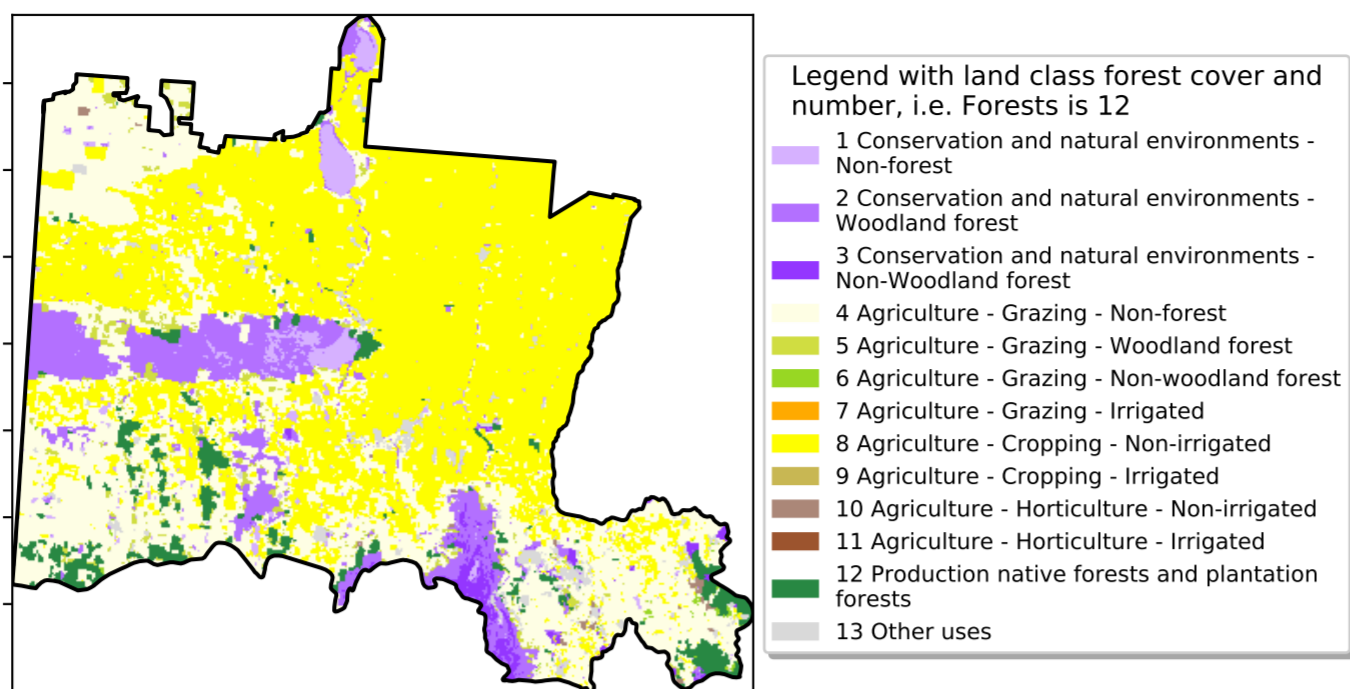 Legend with land class forest cover and
number, i.e. Forests is 12
1 Conservation and natural environments -
Non-forest
2 Conservation and natural environments -
Woodland forest
3 Conservation and natural environments -
Non-Woodland forest
4 Agriculture - Grazing - Non-forest
5 Agriculture - Grazing - Woodland forest
6 Agriculture - Grazing - Non-woodland forest
7 Agriculture - Grazing - Irrigated
8 Agriculture - Cropping - Non-irrigated
9 Agriculture - Cropping - Irrigated
10 Agriculture - Horticulture - Non-irrigated
11 Agriculture - Horticulture - Irrigated
12 Production native forests and plantation
forests
13 Other uses